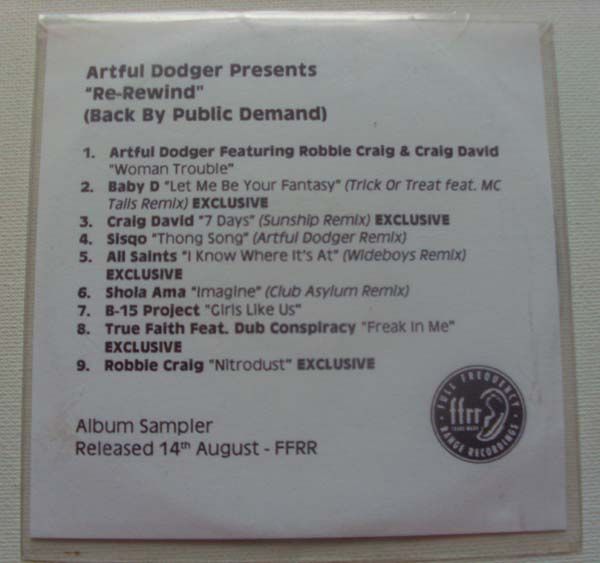 Artful Dodger Presents
"Re-Rewind"
(Back By Public Demand)
1. Artful Dodger Featuring Robbie Craig & Craig David
"Woman Trouble"
2. Baby D "Let Me Be Your Fantasy" (Trick Or Treat feat. MC
Talls Remix) EXCLUSIVE
3. Craig David "7 Days" (Sunship Remix) EXCLUSIVE
4. Sisqo "Thong Song" (Artful Dodger Remix)
5. All Saints "I Know Where It's At" (Wideboys Remix)
EXCLUSIVE
6. Shola Ama "Imagine" (Club Asylum Remix)
7. B-15 Project "Girls Like Us"
8. True Faith Feat. Dub Conspiracy "Freak In Me"
EXCLUSIVE
9. Robbie Craig "Nitrodust" EXCLUSIVE
FULL FREQUENCY
ffrr
TRADE MARK
RANGE RECORDINGS
Album Sampler
Released 14th August - FFRR